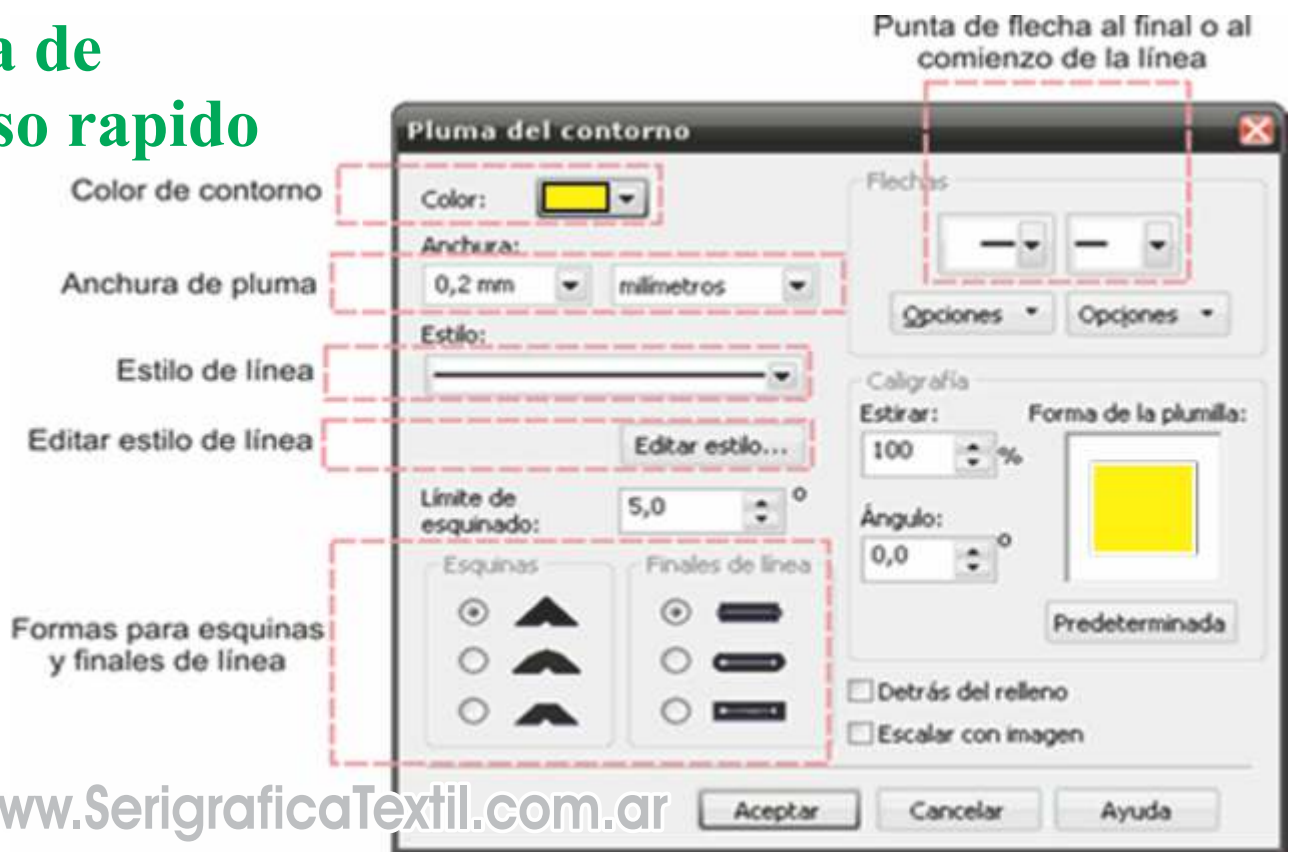 a de
so rapido
Punta de flecha al final o al
comienzo de la línea
Pluma del contorno
Color de contorno
Color:
Flechas
Anchura:
Anchura de pluma
0,2 mm
milímetros
Opciones
Opciones
Estilo:
Estilo de línea
Caligrafía
Estirar:
Forma de la plumilla:
Editar estilo de línea
Editar estilo...
100
%
Límite de
esquinado:
5,0
°
Ángulo:
0,0
°
Esquinas
Finales de línea
Formas para esquinas
y finales de línea
Predeterminada
Detrás del relleno
Escalar con imagen
ww.SerigraficaTextil.com.ar
Aceptar
Cancelar
Ayuda